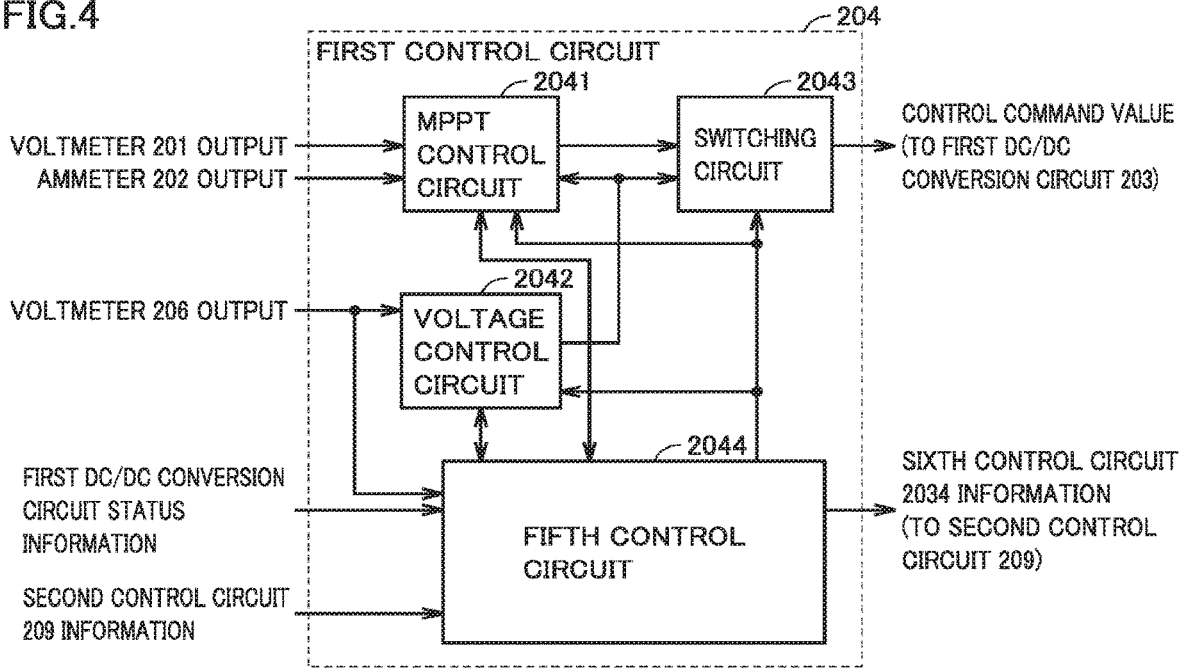 FIG.4
204
FIRST CONTROL CIRCUIT
2041
MPPT
CONTROL
CIRCUIT
2043
SWITCHING
CIRCUIT
VOLTMETER 201 OUTPUT
AMMETER 202 OUTPUT
CONTROL COMMAND VALUE
(TO FIRST DC/DC
CONVERSION CIRCUIT 203)
2042
VOLTAGE
CONTROL
CIRCUIT
VOLTMETER 206 OUTPUT
2044
FIFTH CONTROL
CIRCUIT
FIRST DC/DC CONVERSION
CIRCUIT STATUS
INFORMATION
SECOND CONTROL CIRCUIT
209 INFORMATION
SIXTH CONTROL CIRCUIT
2034 INFORMATION
(TO SECOND CONTROL
CIRCUIT 209)